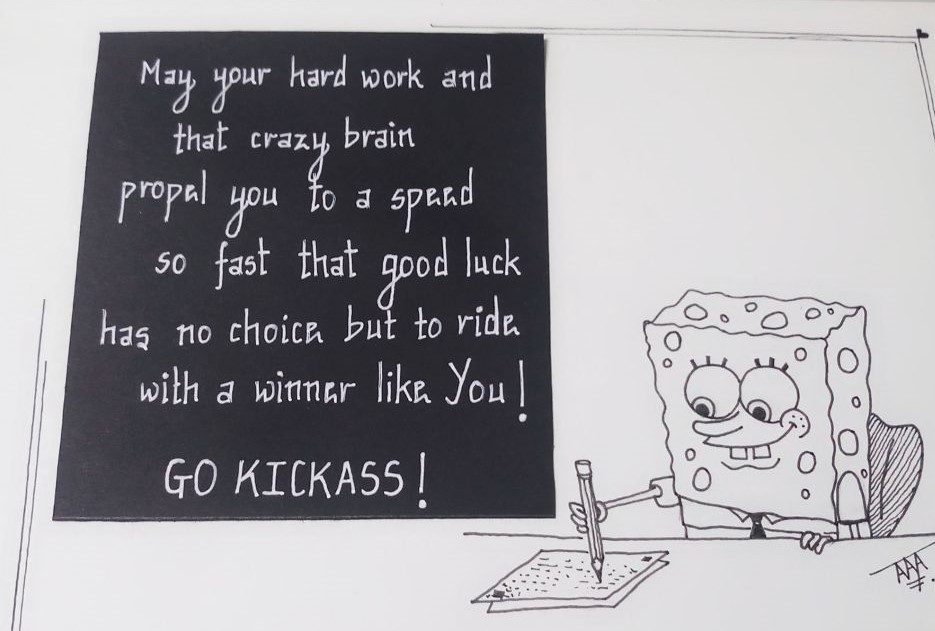 May your hard work and
that crazy brain
propel you to a speed
so fast that good luck
has no choice but to ride
with a winner like You!
GO KICKASS!
AAA